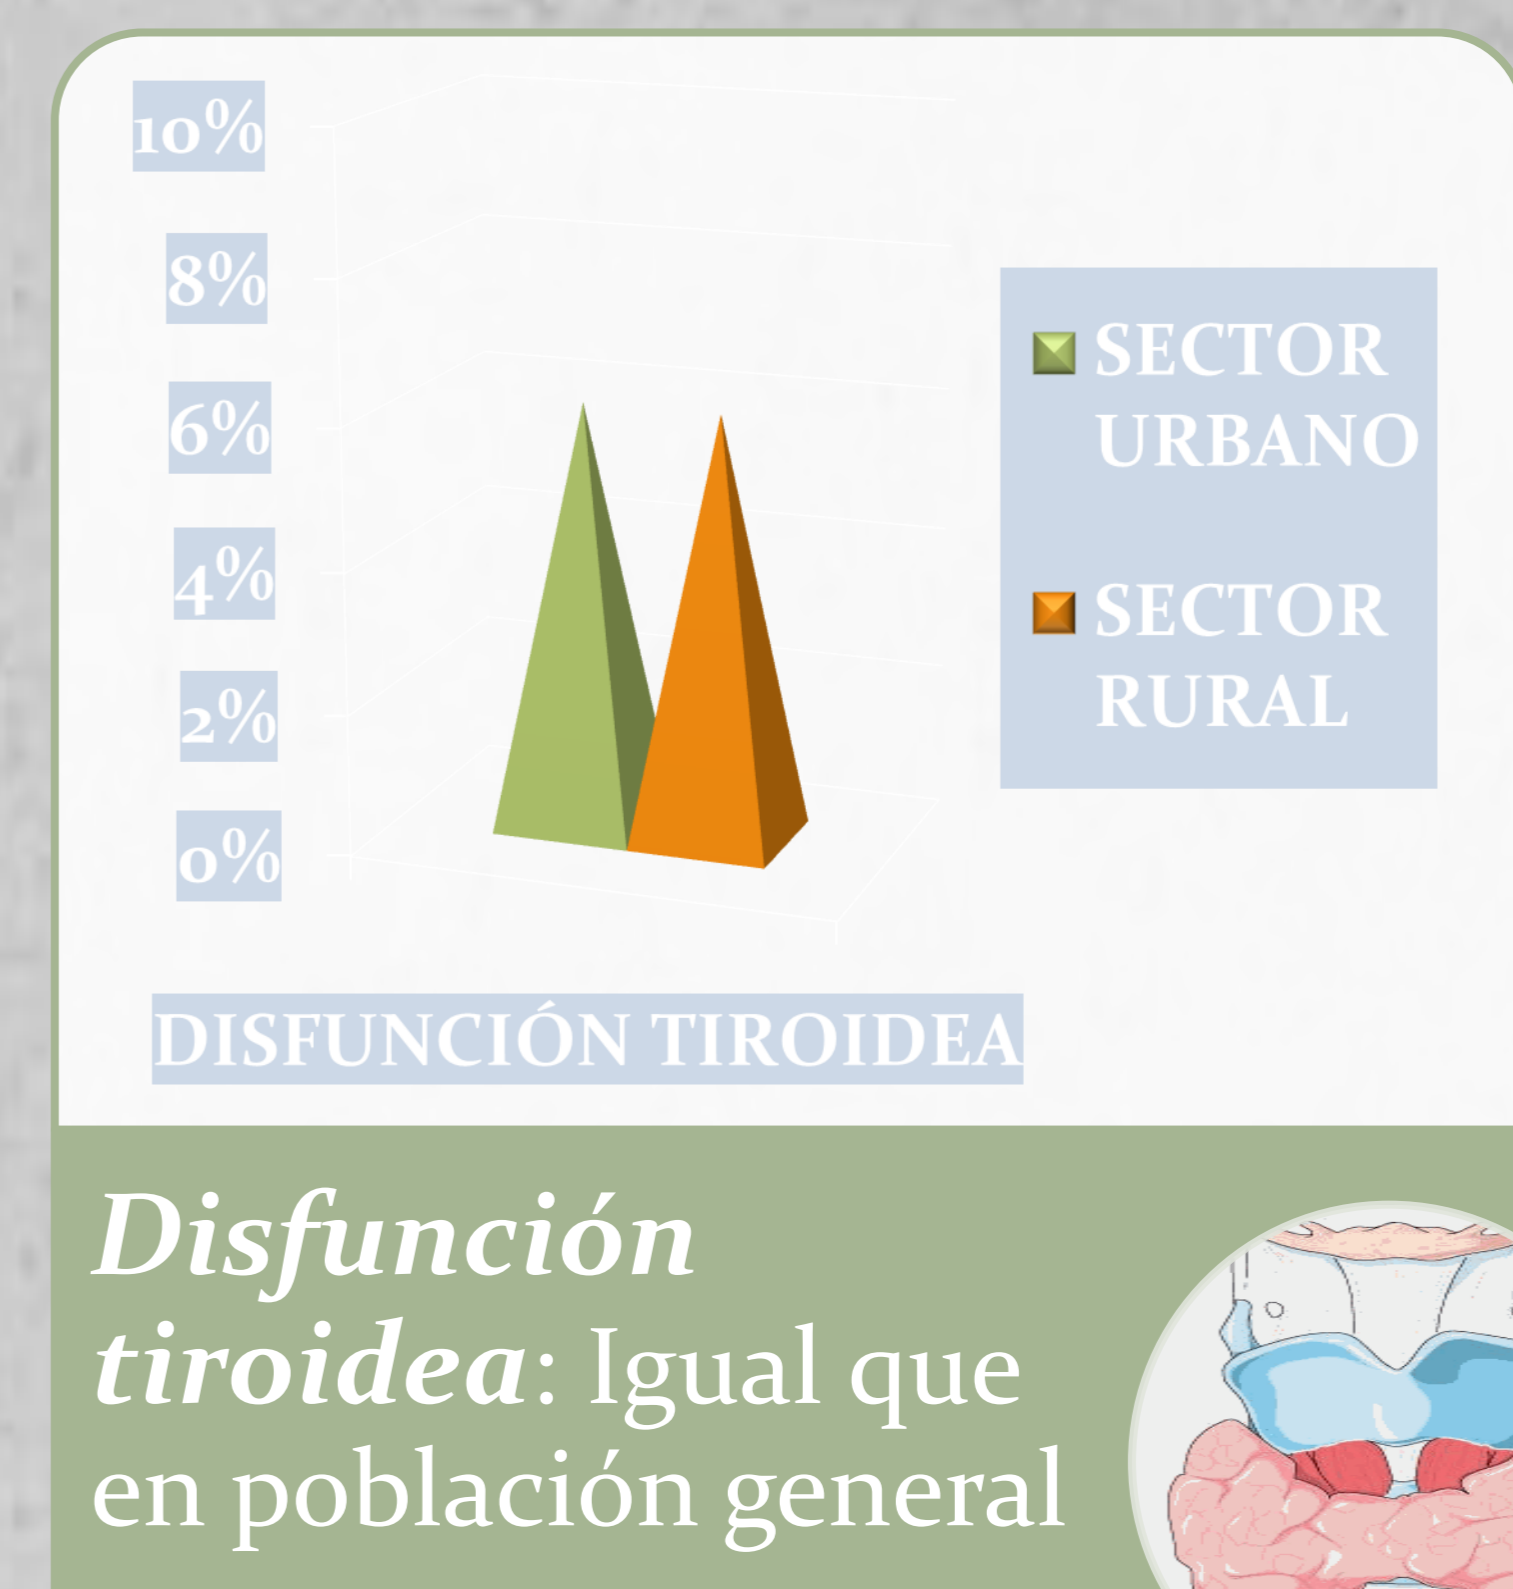 10%
8%
6%
4%
2%
0%
SECTOR
URBANO
SECTOR
RURAL
DISFUNCIÓN TIROIDEA
Disfunción
tiroidea: Igual que
en población general